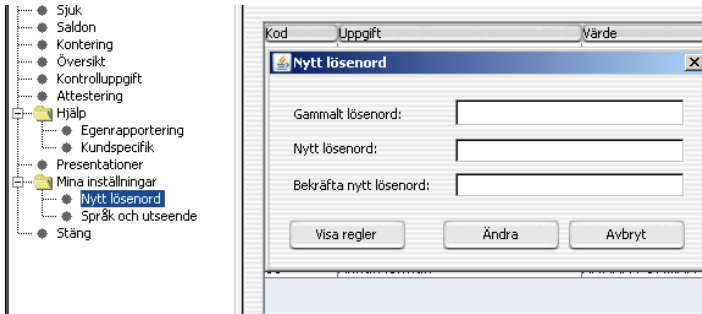 Sjuk
Saldon
Kontering
Översikt
Kontrolluppgift
Attestering
Hjälp
Egenrapportering
Kundspecifik
Presentationer
Mina inställningar
Nytt lösenord
Språk och utseende
Stäng
Kod Uppgift Värde
Nytt lösenord
Gammalt lösenord:
Nytt lösenord:
Bekräfta nytt lösenord:
Visa regler Ändra Avbryt